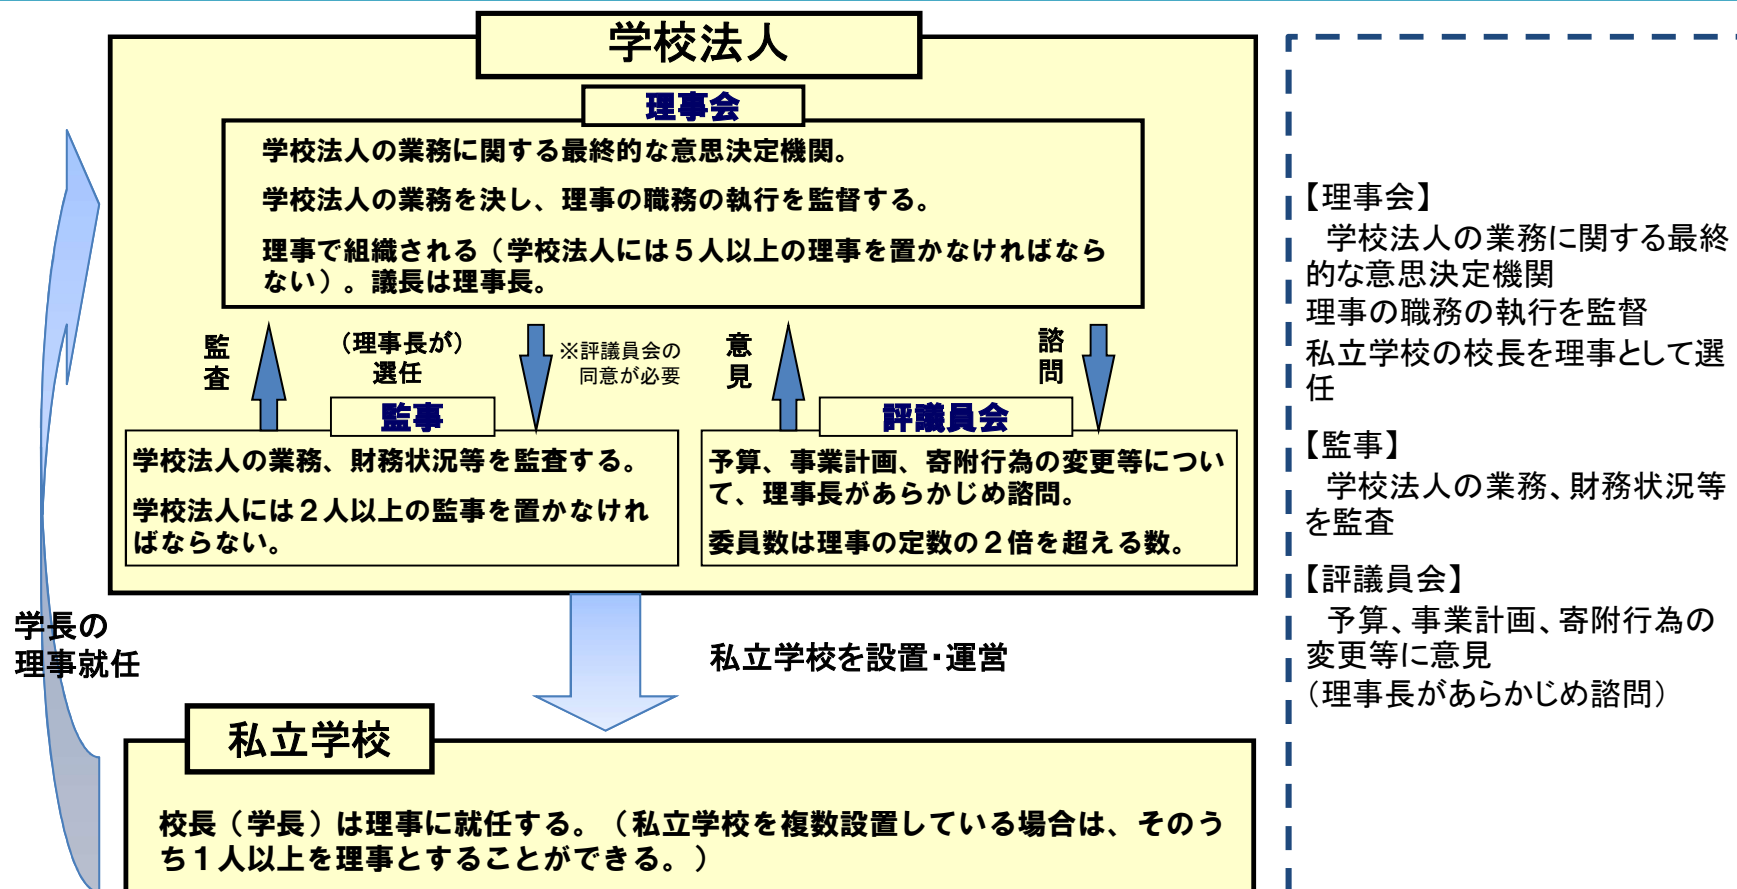 学校法人
理事会
学校法人の業務に関する最終的な意思決定機関。
学校法人の業務を決し、理事の職務の執行を監督する。
理事で組織される（学校法人には５人以上の理事を置かなければなら
ない）。議長は理事長。
監査
（理事長が）
選任
※評議員会の
同意が必要
意見
諮問
監事
学校法人の業務、財務状況等を監査する。
学校法人には２人以上の監事を置かなけれ
ばならない。
評議員会
予算、事業計画、寄附行為の変更等につい
て、理事長があらかじめ諮問。
委員数は理事の定数の２倍を超える数。
学長の
理事就任
私立学校を設置・運営
私立学校
校長（学長）は理事に就任する。（私立学校を複数設置している場合は、そのう
ち１人以上を理事とすることができる。）
【理事会】
学校法人の業務に関する最終
的な意思決定機関
理事の職務の執行を監督
私立学校の校長を理事として選
任
【監事】
学校法人の業務、財務状況等
を監査
【評議員会】
予算、事業計画、寄附行為の
変更等に意見
（理事長があらかじめ諮問）